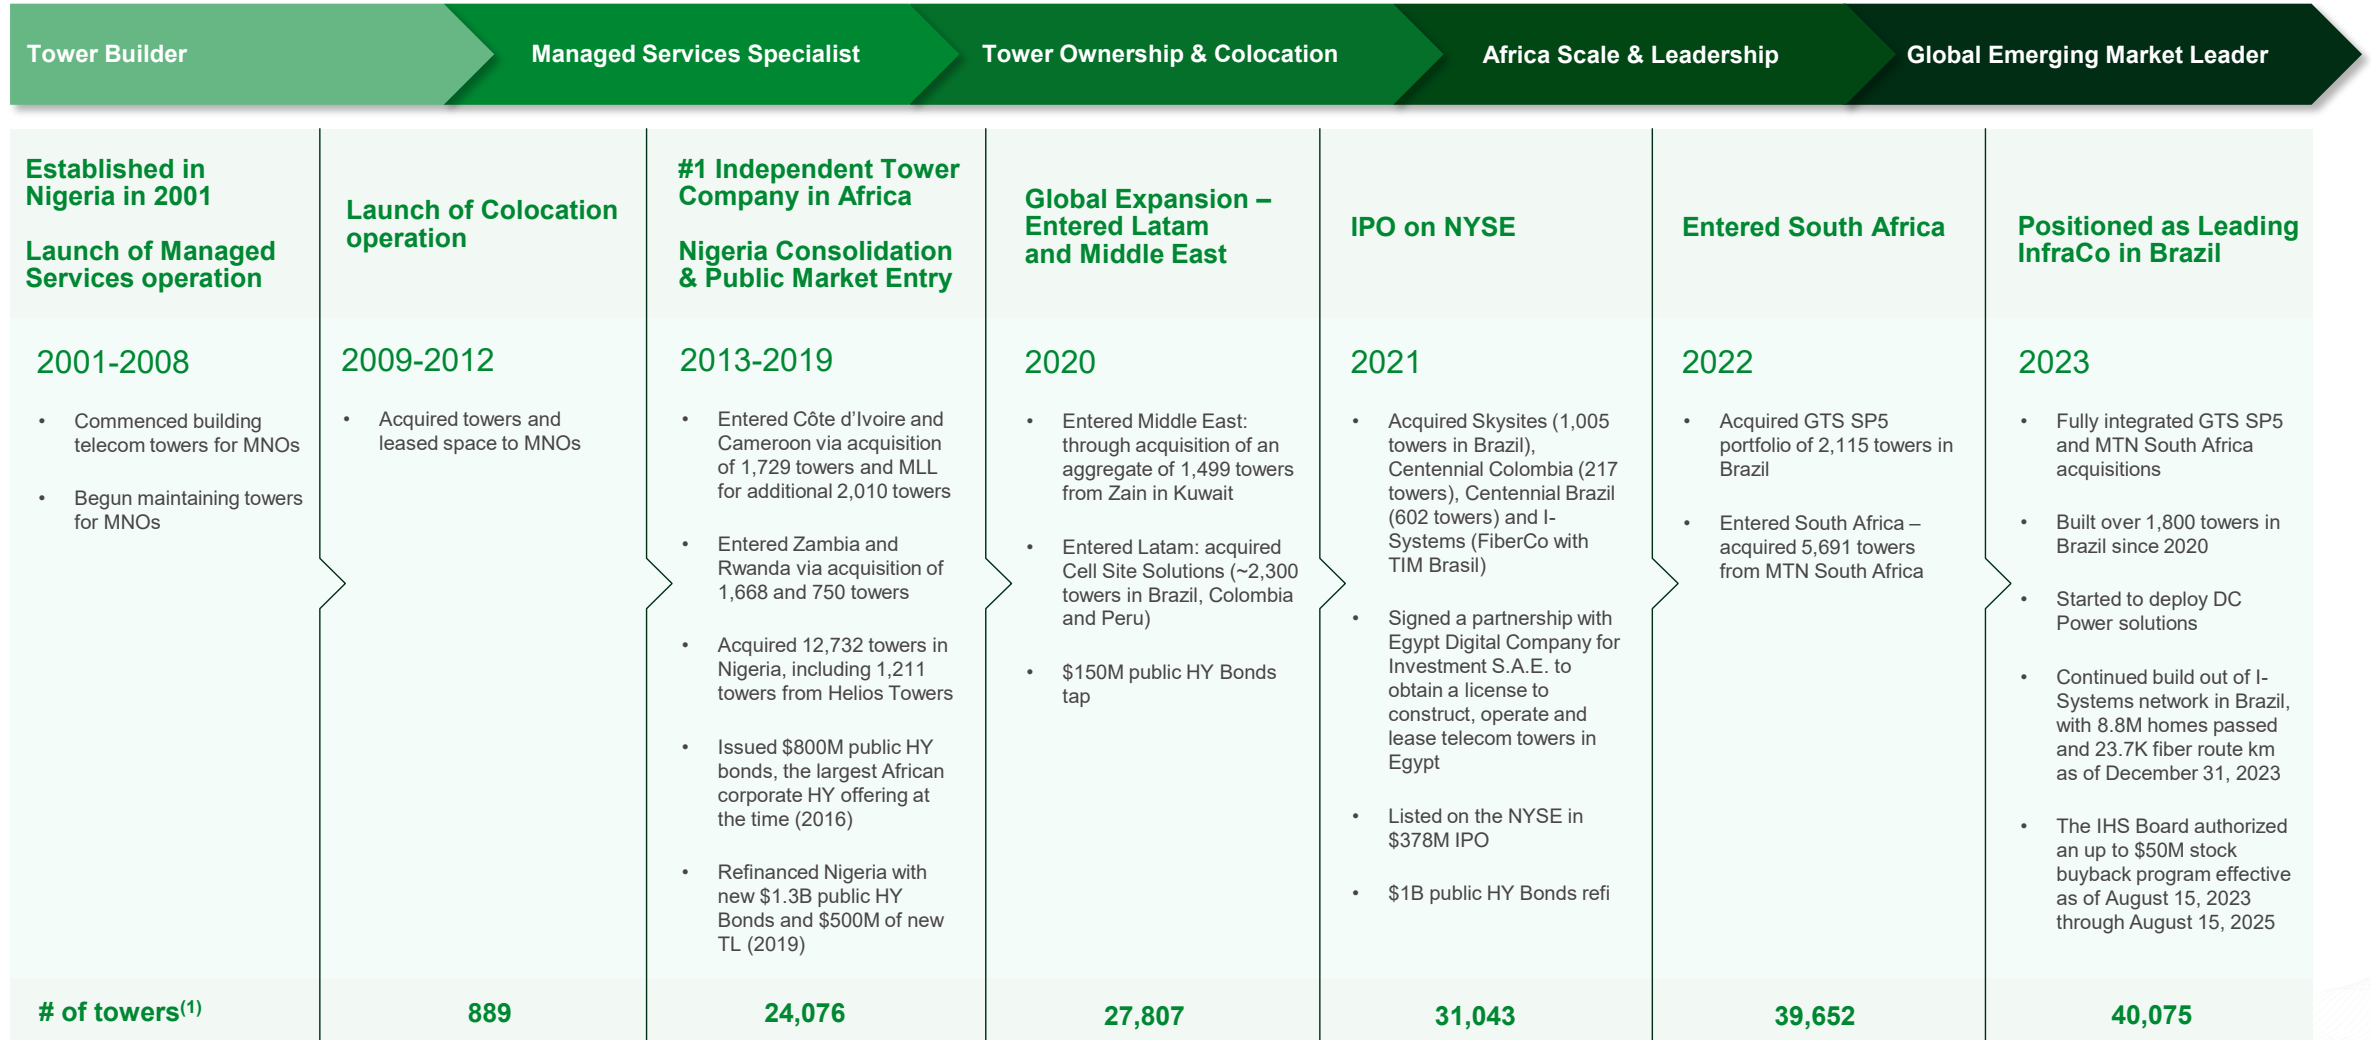 Tower Builder
Managed Services Specialist
Tower Ownership & Colocation
Africa Scale & Leadership
Global Emerging Market Leader
Established in
Nigeria in 2001
Launch of Managed
Services operation
2001-2008
• Commenced building
telecom towers for MNOs
• Begun maintaining towers
for MNOs
Launch of Colocation
operation
2009-2012
• Acquired towers and
leased space to MNOs
#1 Independent Tower
Company in Africa
Nigeria Consolidation
& Public Market Entry
2013-2019
• Entered Côte d’Ivoire and
Cameroon via acquisition
of 1,729 towers and MLL
for additional 2,010 towers
• Entered Zambia and
Rwanda via acquisition of
1,668 and 750 towers
• Acquired 12,732 towers in
Nigeria, including 1,211
towers from Helios Towers
• Issued $800M public HY
bonds, the largest African
corporate HY offering at
the time (2016)
• Refinanced Nigeria with
new $1.3B public HY
Bonds and $500M of new
TL (2019)
Global Expansion –
Entered Latam
and Middle East
2020
• Entered Middle East:
through acquisition of an
aggregate of 1,499 towers
from Zain in Kuwait
• Entered Latam: acquired
Cell Site Solutions (~2,300
towers in Brazil, Colombia
and Peru)
• $150M public HY Bonds
tap
IPO on NYSE
2021
• Acquired Skysites (1,005
towers in Brazil),
Centennial Colombia (217
towers), Centennial Brazil
(602 towers) and I-
Systems (FiberCo with
TIM Brasil)
• Signed a partnership with
Egypt Digital Company for
Investment S.A.E. to
obtain a license to
construct, operate and
lease telecom towers in
Egypt
• Listed on the NYSE in
$378M IPO
• $1B public HY Bonds refi
Entered South Africa
2022
• Acquired GTS SP5
portfolio of 2,115 towers in
Brazil
• Entered South Africa –
acquired 5,691 towers
from MTN South Africa
Positioned as Leading
InfraCo in Brazil
2023
• Fully integrated GTS SP5
and MTN South Africa
acquisitions
• Built over 1,800 towers in
Brazil since 2020
• Started to deploy DC
Power solutions
• Continued build out of I-
Systems network in Brazil,
with 8.8M homes passed
and 23.7K fiber route km
as of December 31, 2023
• The IHS Board authorized
an up to $50M stock
buyback program effective
as of August 15, 2023
through August 15, 2025
# of towers(1)
889
24,076
27,807
31,043
39,652
40,075